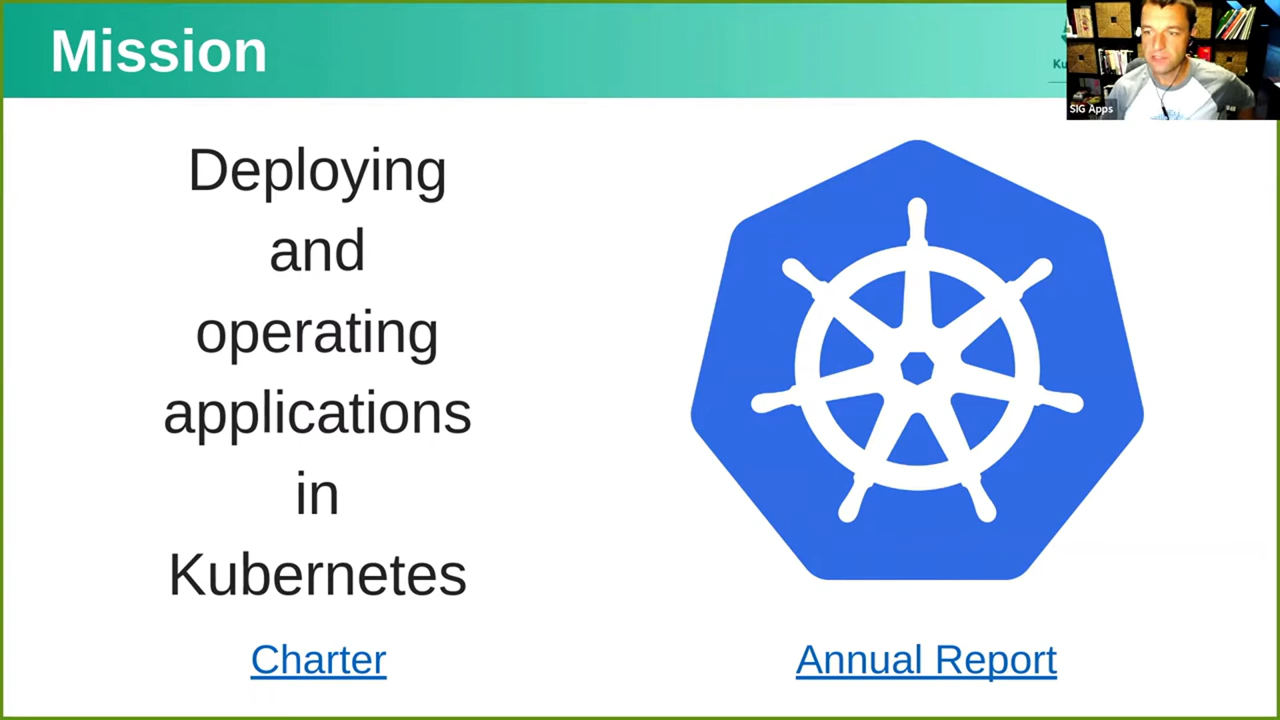 Mission
SIG Apps
Deploying
and
operating
applications
in
Kubernetes
Charter
Annual Report